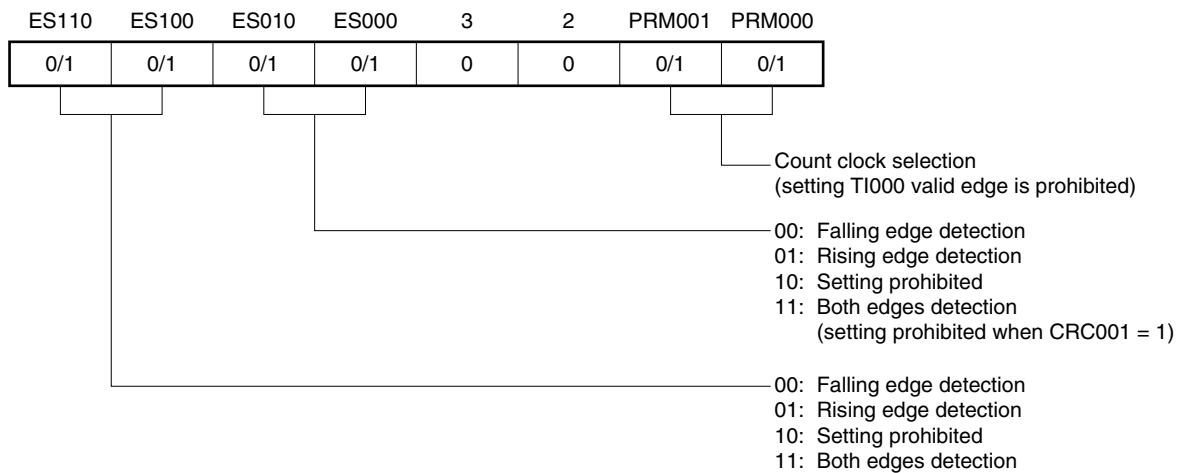 ES110 ES100 ES010 ES000 3 2 PRM001 PRM000
0/1 0/1 0/1 0/1 0 0 0/1 0/1
Count clock selection
(setting TI000 valid edge is prohibited)
00: Falling edge detection
01: Rising edge detection
10: Setting prohibited
11: Both edges detection
(setting prohibited when CRC001 = 1)
00: Falling edge detection
01: Rising edge detection
10: Setting prohibited
11: Both edges detection